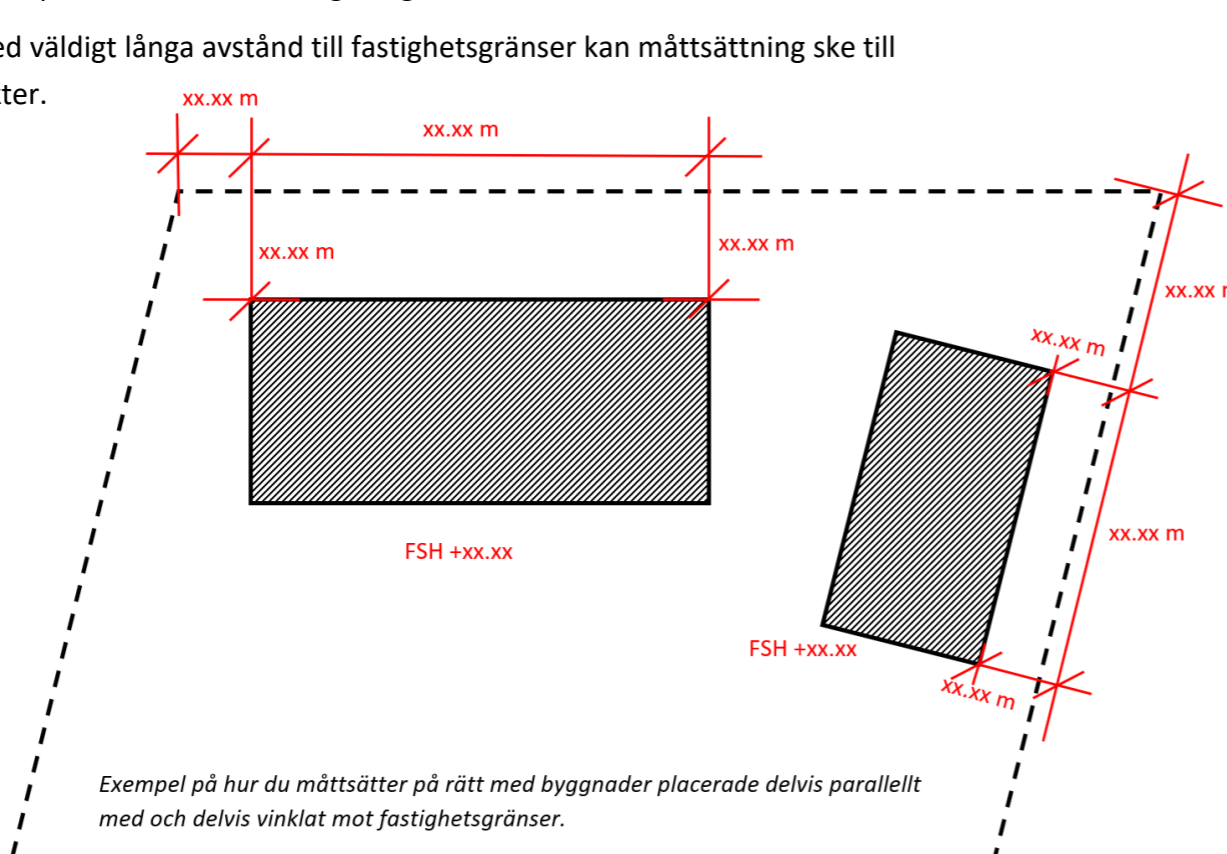 ed väldigt långa avstånd till fastighetsgränser kan måttsättning ske till
ter.
xx.xx m
xx.xx m
xx.xx m
xx.xx m
xx.xx
xx.xx m
xx.xx m
FSH +xx.xx
FSH +xx.xx
xx.xx m
Exempel på hur du måttsätter på rätt med byggnader placerade delvis parallellt
med och delvis vinklat mot fastighetsgränser.